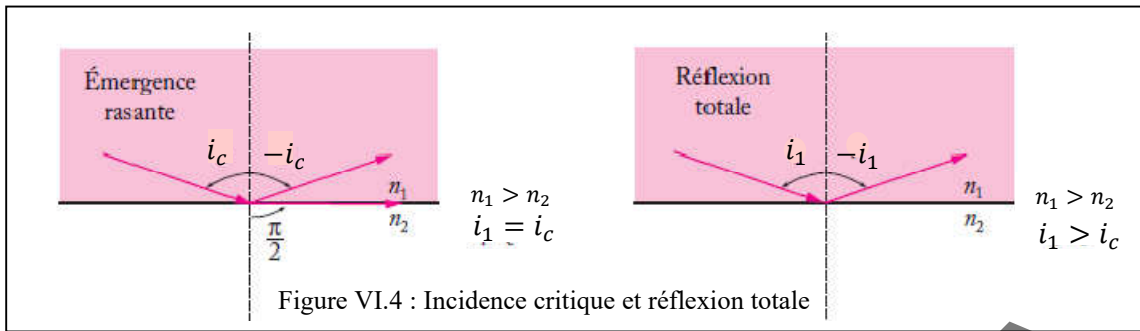 Émergence
rasante
i_c −i_c
n_1
n_2
π/2
n_1 > n_2
i_1 = i_c
Réflexion
totale
i_1 −i_1
n_1
n_2
n_1 > n_2
i_1 > i_c
Figure VI.4 : Incidence critique et réflexion totale